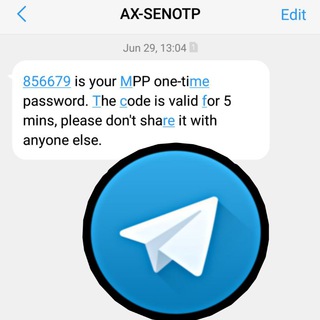 AX-SENOTP
Edit
Jun 29, 13:04
856679 is your MPP one-time
password. The code is valid for 5
mins, please don't share it with
anyone else.